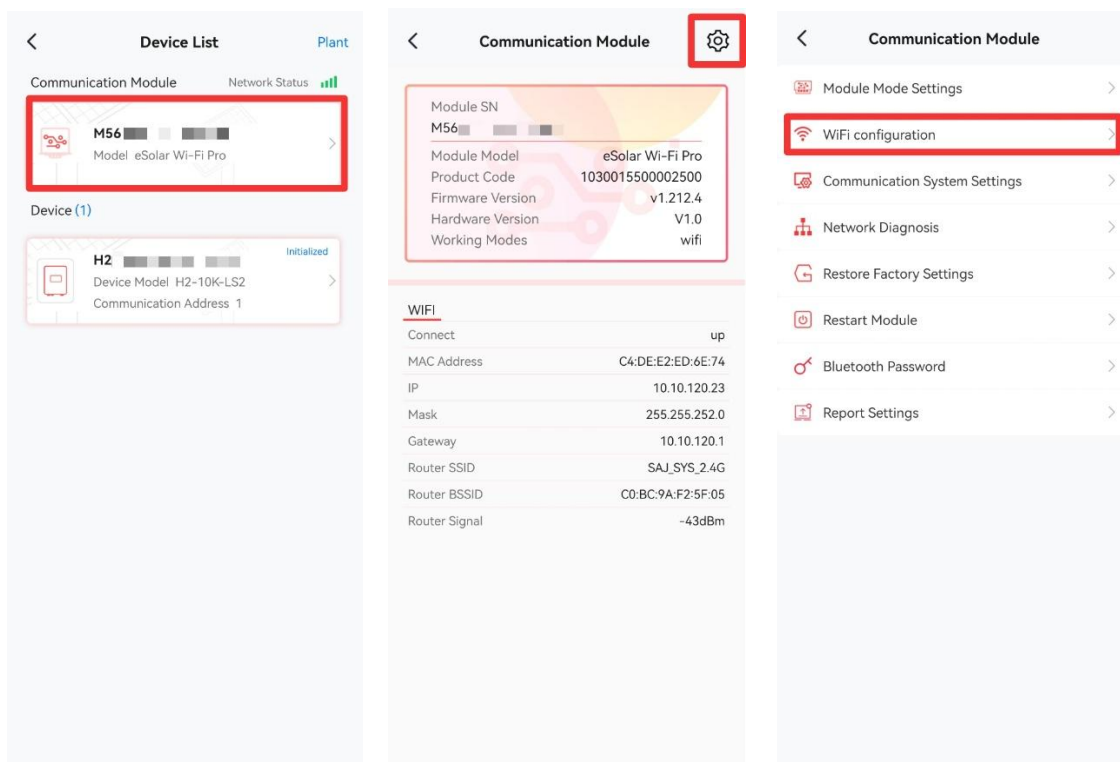 Device List
Plant
Communication Module
Network Status
M56
Model eSolar Wi-Fi Pro
Device (1)
H2
Initialized
Device Model H2-10K-LS2
Communication Address 1
Communication Module
Module SN
M56
Module Model eSolar Wi-Fi Pro
Product Code 1030015500002500
Firmware Version v1.212.4
Hardware Version V1.0
Working Modes wifi
WIFI
Connect up
MAC Address C4:DE:E2:ED:6E:74
IP 10.10.120.23
Mask 255.255.252.0
Gateway 10.10.120.1
Router SSID SAJ_SYS_2.4G
Router BSSID C0:BC:9A:F2:5F:05
Router Signal -43dBm
Communication Module
Module Mode Settings
WiFi configuration
Communication System Settings
Network Diagnosis
Restore Factory Settings
Restart Module
Bluetooth Password
Report Settings